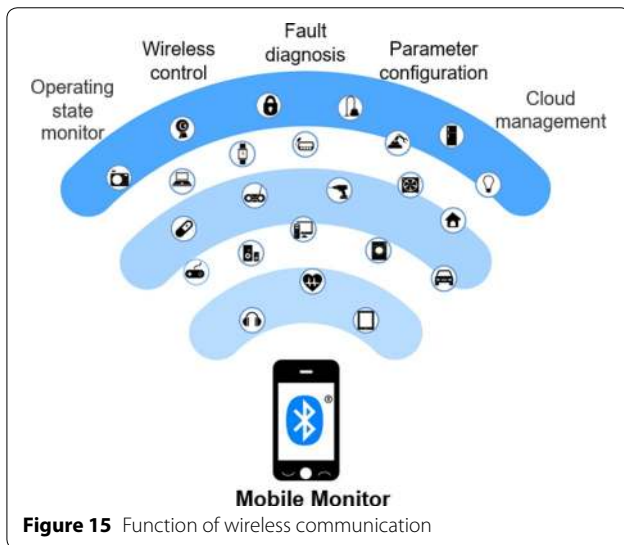 Fault
diagnosis
Wireless
control
Parameter
configuration
Operating
state
monitor
Cloud
management
®
Mobile Monitor
Figure 15 Function of wireless communication